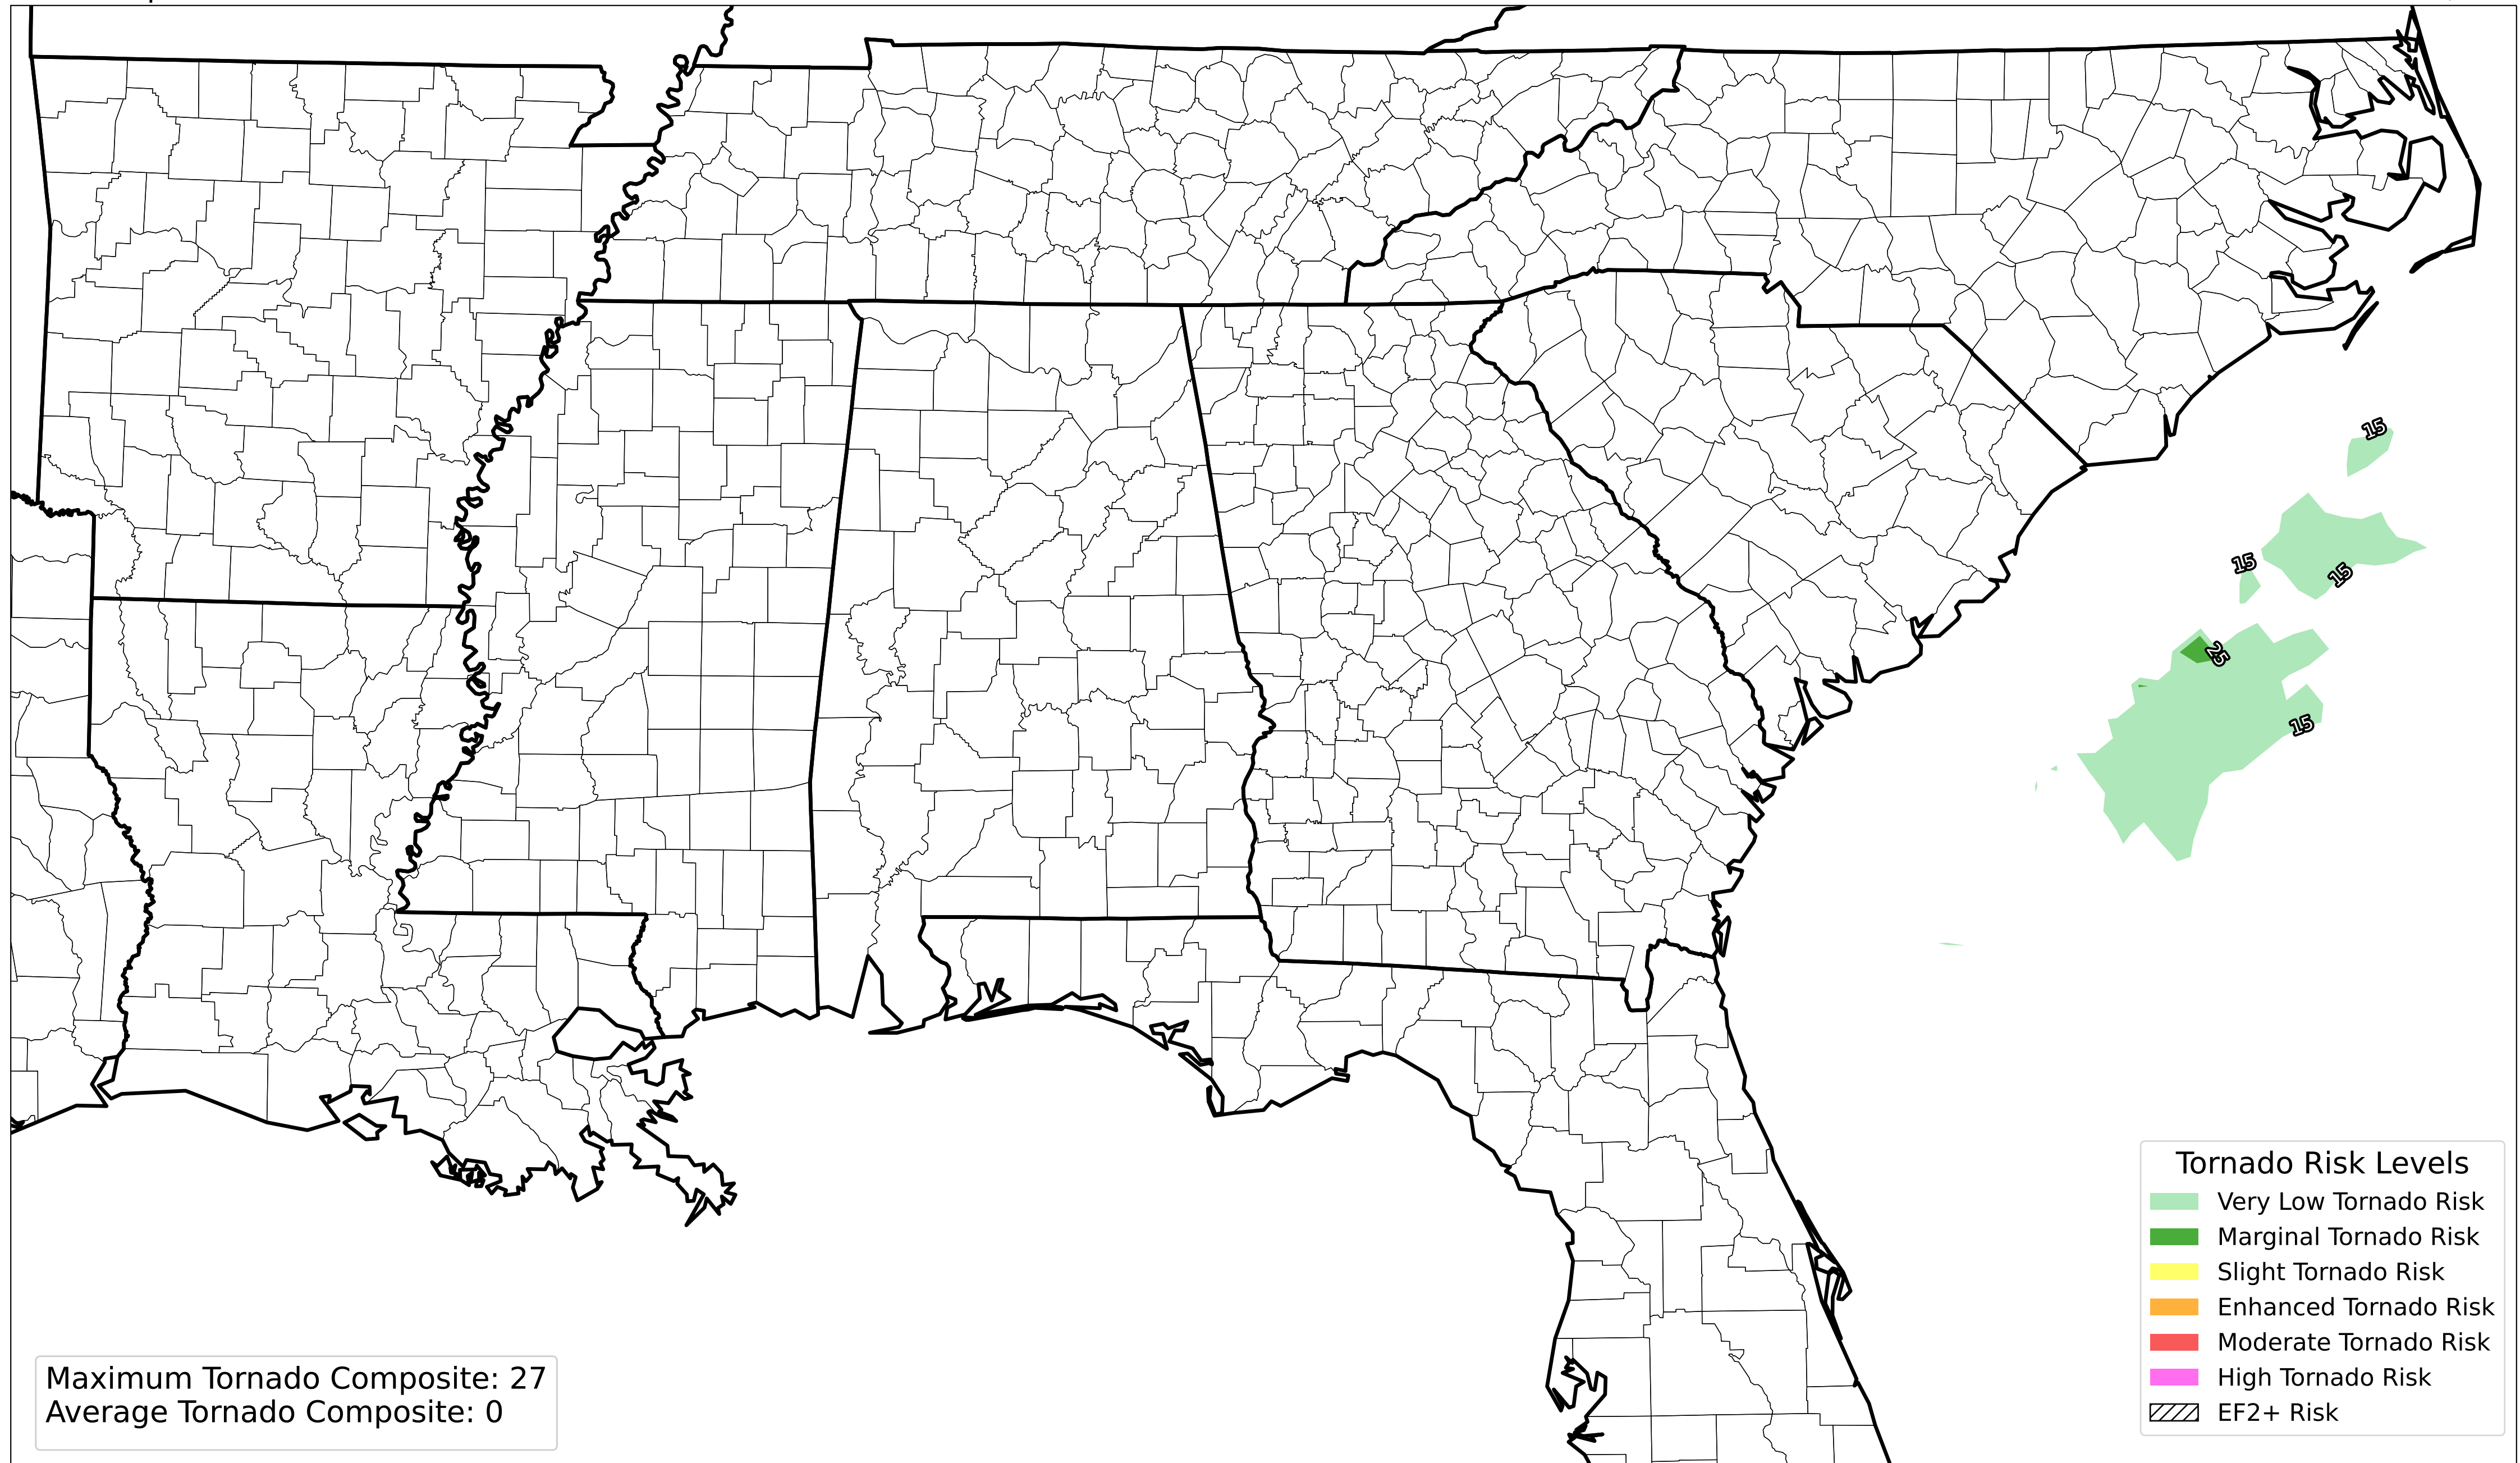 15
15
15
25
15
Tornado Risk Levels
Very Low Tornado Risk
Marginal Tornado Risk
Slight Tornado Risk
Enhanced Tornado Risk
Moderate Tornado Risk
High Tornado Risk
EF2+ Risk
Maximum Tornado Composite: 27
Average Tornado Composite: 0